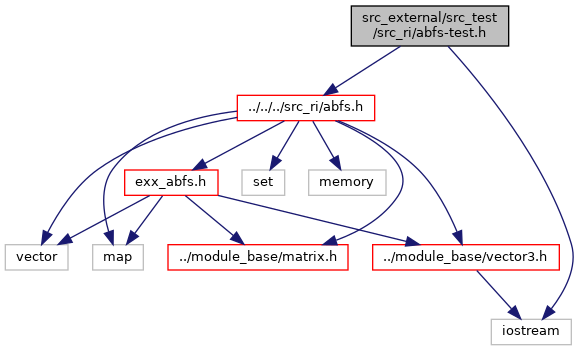 src_external/src_test
/src_ri/abfs-test.h
../../../src_ri/abfs.h
exx_abfs.h
set
memory
vector
map
../module_base/matrix.h
../module_base/vector3.h
iostream